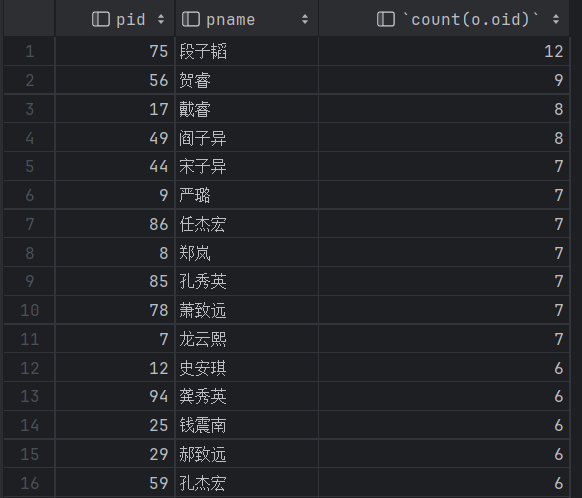 pid pname `count(o.oid)`
1 75 段子韬 12
2 56 贺睿 9
3 17 戴睿 8
4 49 阎子异 8
5 44 宋子异 7
6 9 严璐 7
7 86 任杰宏 7
8 8 郑岚 7
9 85 孔秀英 7
10 78 萧致远 7
11 7 龙云熙 7
12 12 史安琪 6
13 94 龚秀英 6
14 25 钱震南 6
15 29 郝致远 6
16 59 孔杰宏 6